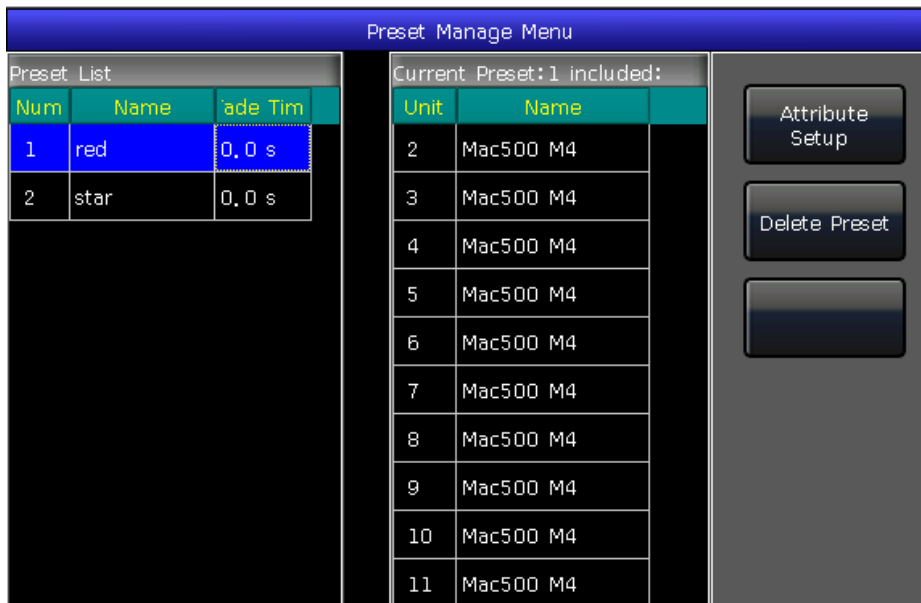 Preset Manage Menu
Preset List
Num Name ade Tim
1 red 0.0 s
2 star 0.0 s
Current Preset:1 included:
Unit Name
2 Mac500 M4
3 Mac500 M4
4 Mac500 M4
5 Mac500 M4
6 Mac500 M4
7 Mac500 M4
8 Mac500 M4
9 Mac500 M4
10 Mac500 M4
11 Mac500 M4
Attribute
Setup
Delete Preset